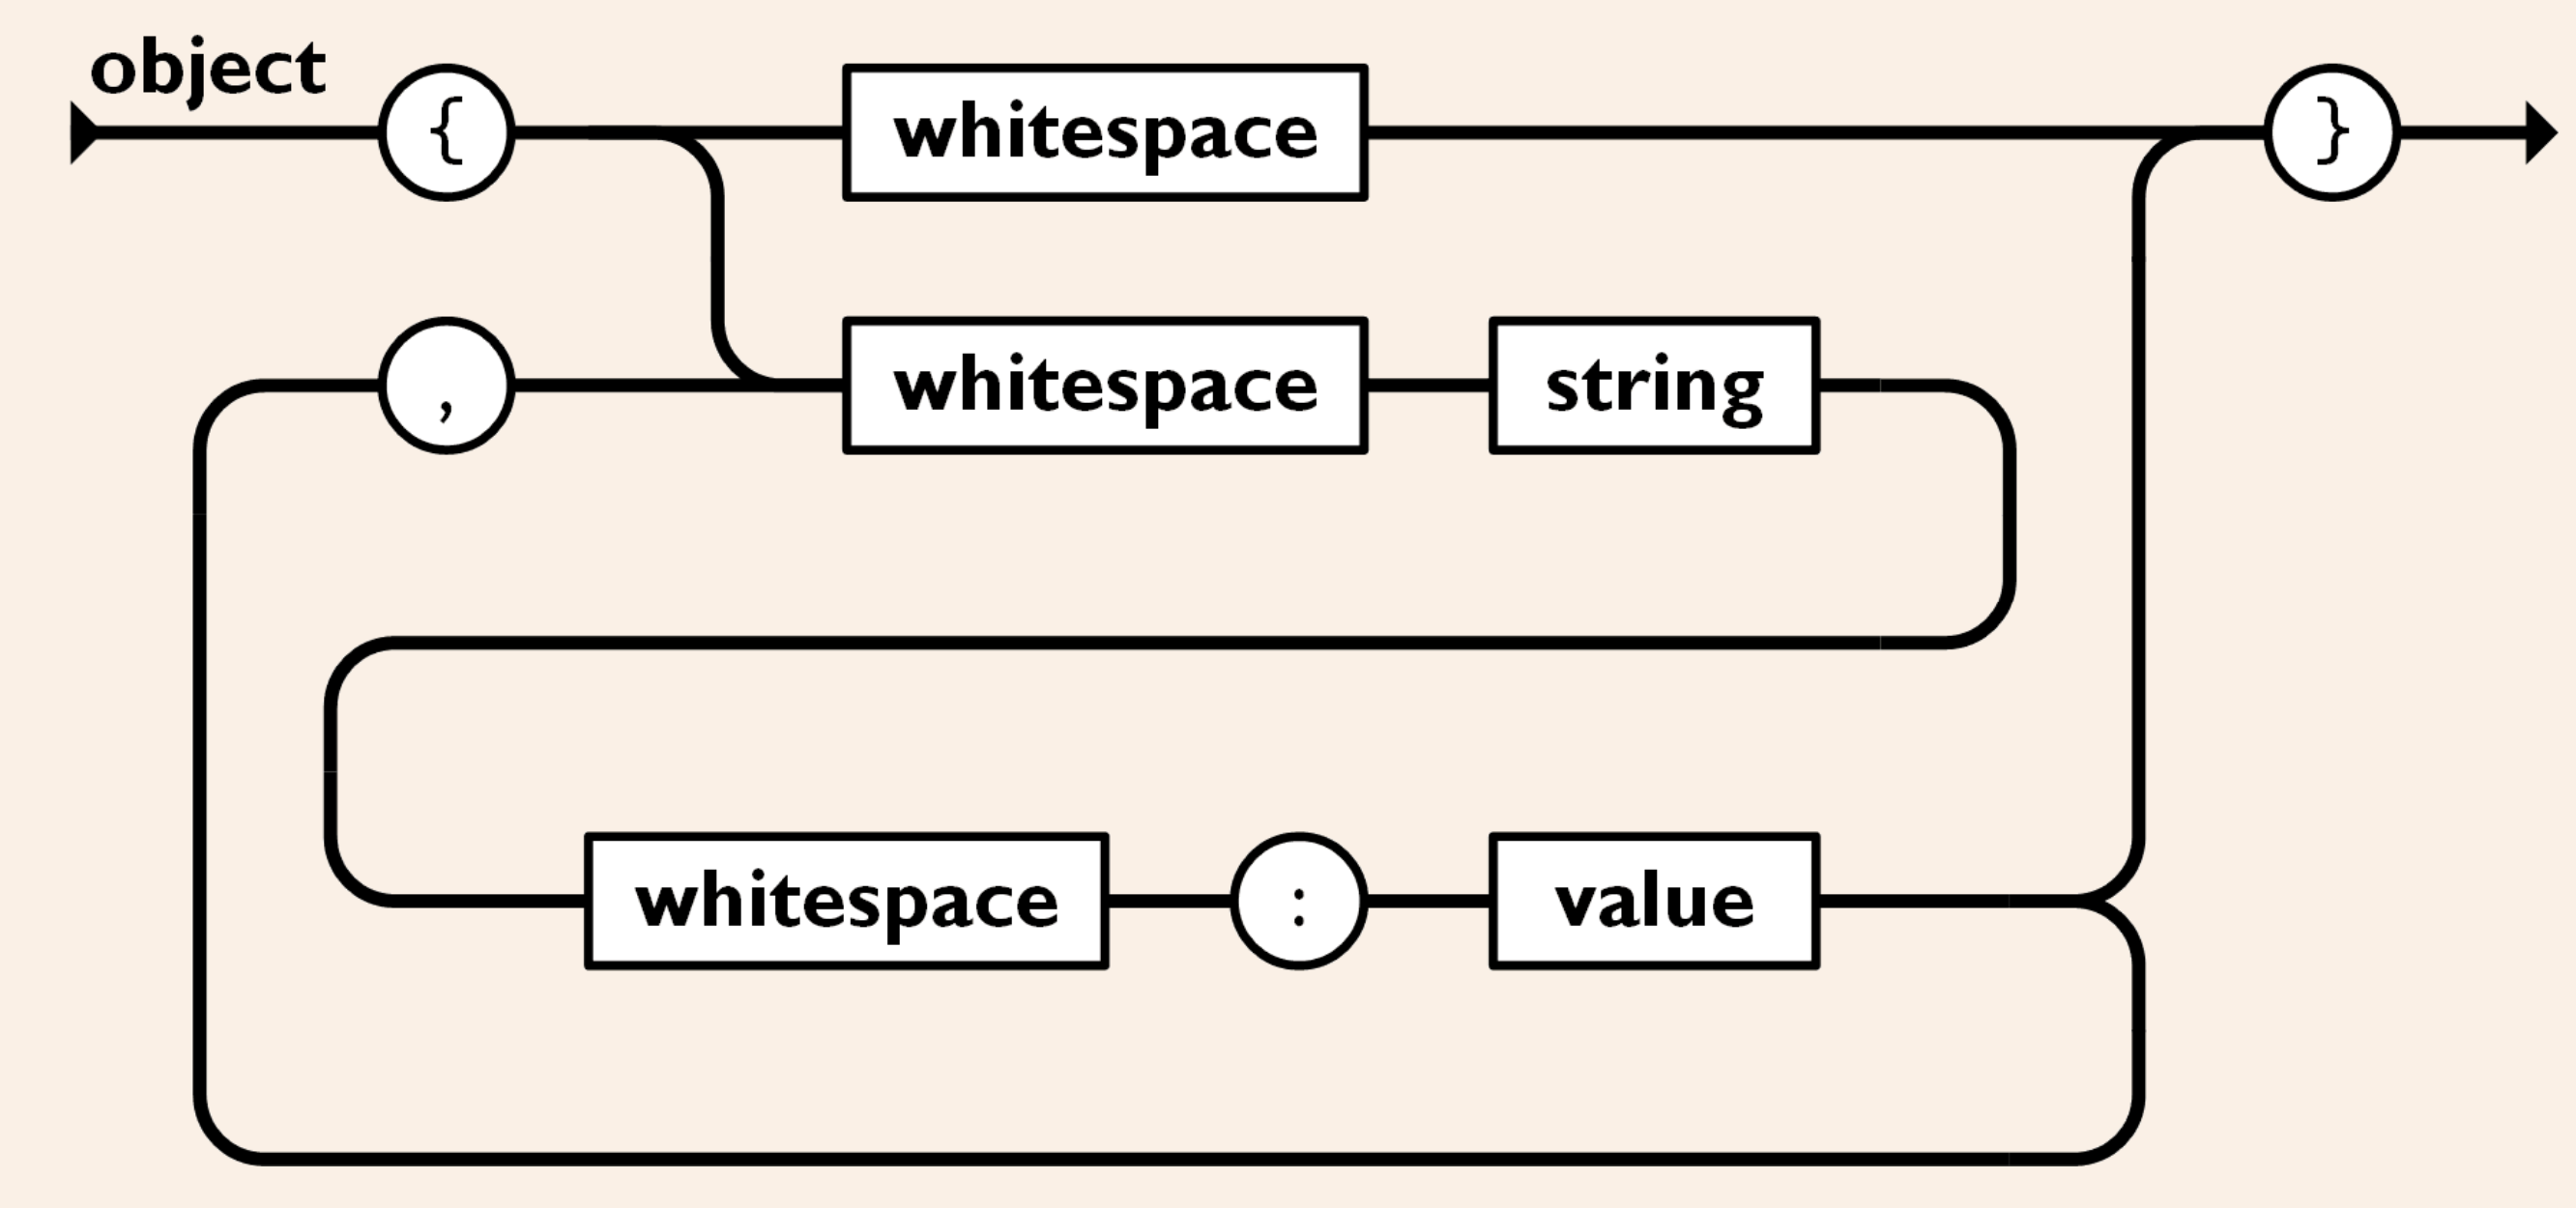 object
{ whitespace }
, whitespace string
whitespace : value